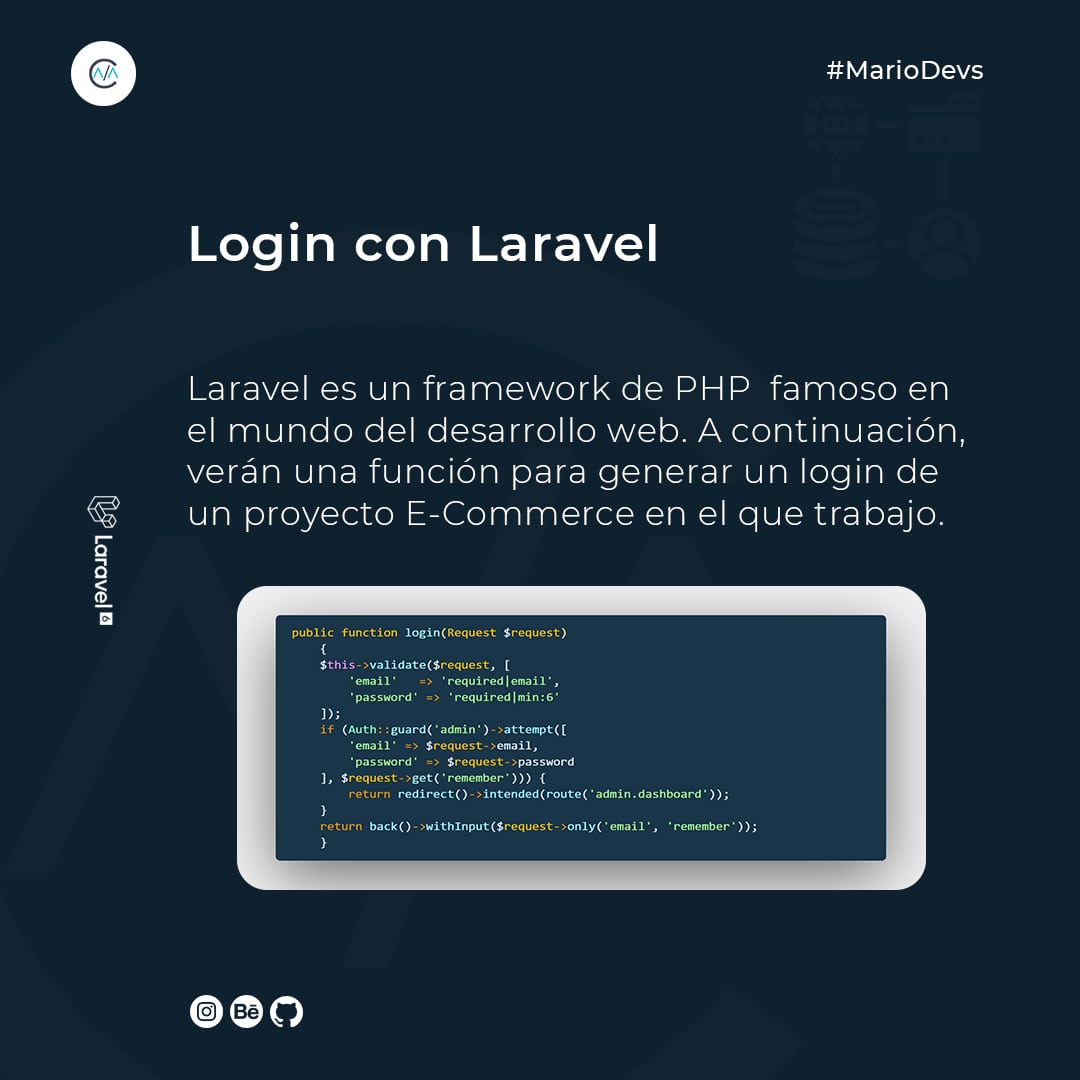 #MarioDevs
Login con Laravel
Laravel es un framework de PHP  famoso en
el mundo del desarrollo web. A continuación,
verán una función para generar un login de
un proyecto E-Commerce en el que trabajo.
Laravel 6
public function login(Request $request)
    {
    $this->validate($request, [
        'email'   => 'required|email',
        'password' => 'required|min:6'
    ]);
    if (Auth::guard('admin')->attempt([
        'email' => $request->email,
        'password' => $request->password
    ], $request->get('remember'))) {
        return redirect()->intended(route('admin.dashboard'));
    }
    return back()->withInput($request->only('email', 'remember'));
    }
Bē